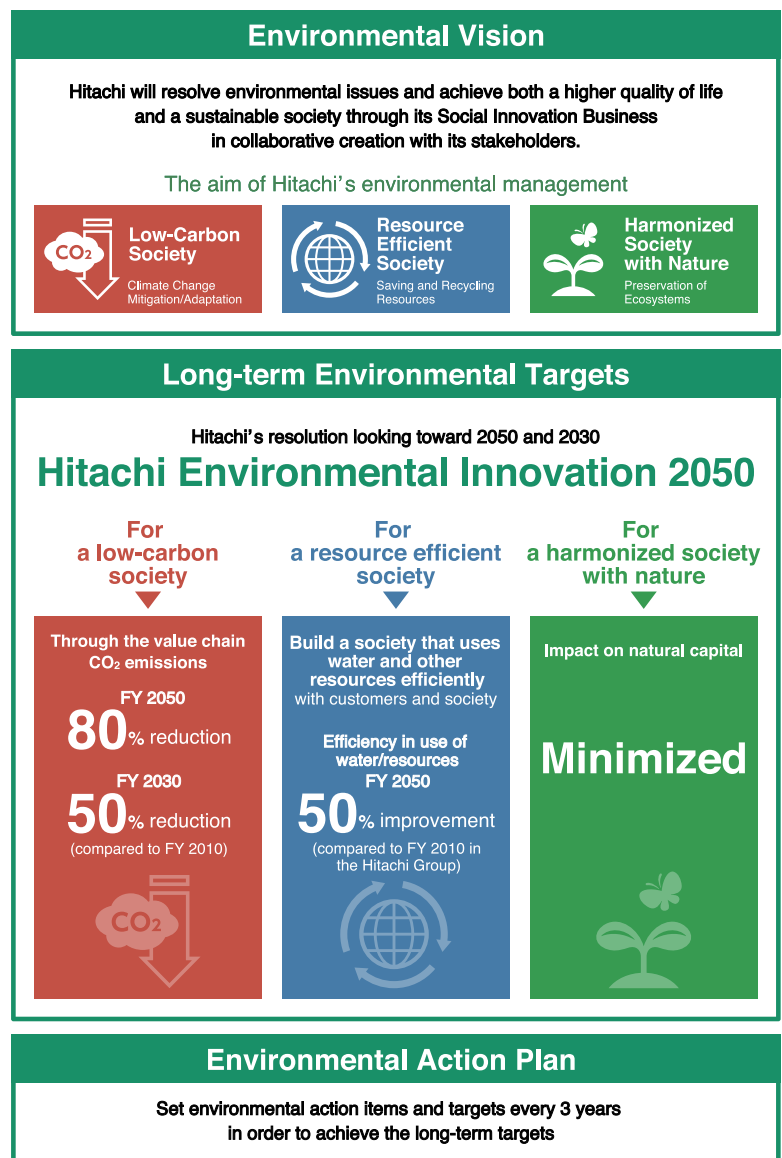 Environmental Vision
Hitachi will resolve environmental issues and achieve both a higher quality of life
and a sustainable society through its Social Innovation Business
in collaborative creation with its stakeholders.
The aim of Hitachi's environmental management
CO₂
Low-Carbon
Society
Climate Change
Mitigation/Adaptation
Resource
Efficient
Society
Saving and Recycling
Resources
Harmonized
Society
with Nature
Preservation of
Ecosystems
Long-term Environmental Targets
Hitachi's resolution looking toward 2050 and 2030
Hitachi Environmental Innovation 2050
For
a low-carbon
society
Through the value chain
CO₂ emissions
FY 2050
80% reduction
FY 2030
50% reduction
(compared to FY 2010)
CO₂
For
a resource efficient
society
Build a society that uses
water and other
resources efficiently
with customers and society
Efficiency in use of
water/resources
FY 2050
50% improvement
(compared to FY 2010 in
the Hitachi Group)
For
a harmonized society
with nature
Impact on natural capital
Minimized
Environmental Action Plan
Set environmental action items and targets every 3 years
in order to achieve the long-term targets